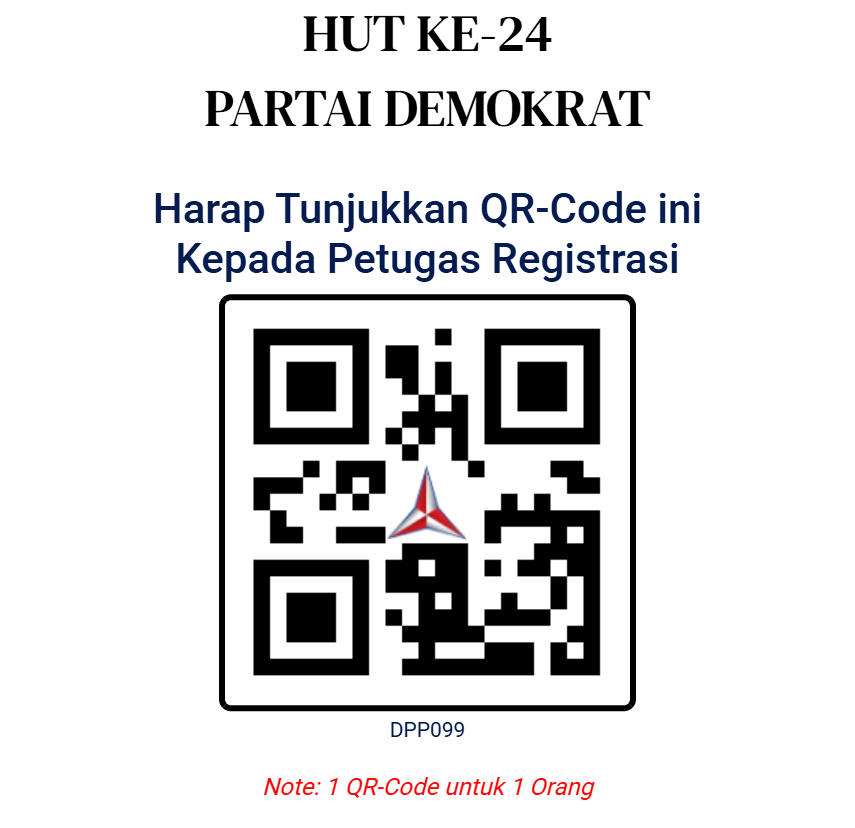 HUT KE-24
PARTAI DEMOKRAT
Harap Tunjukkan QR-Code ini
Kepada Petugas Registrasi
DPP099
Note: 1 QR-Code untuk 1 Orang